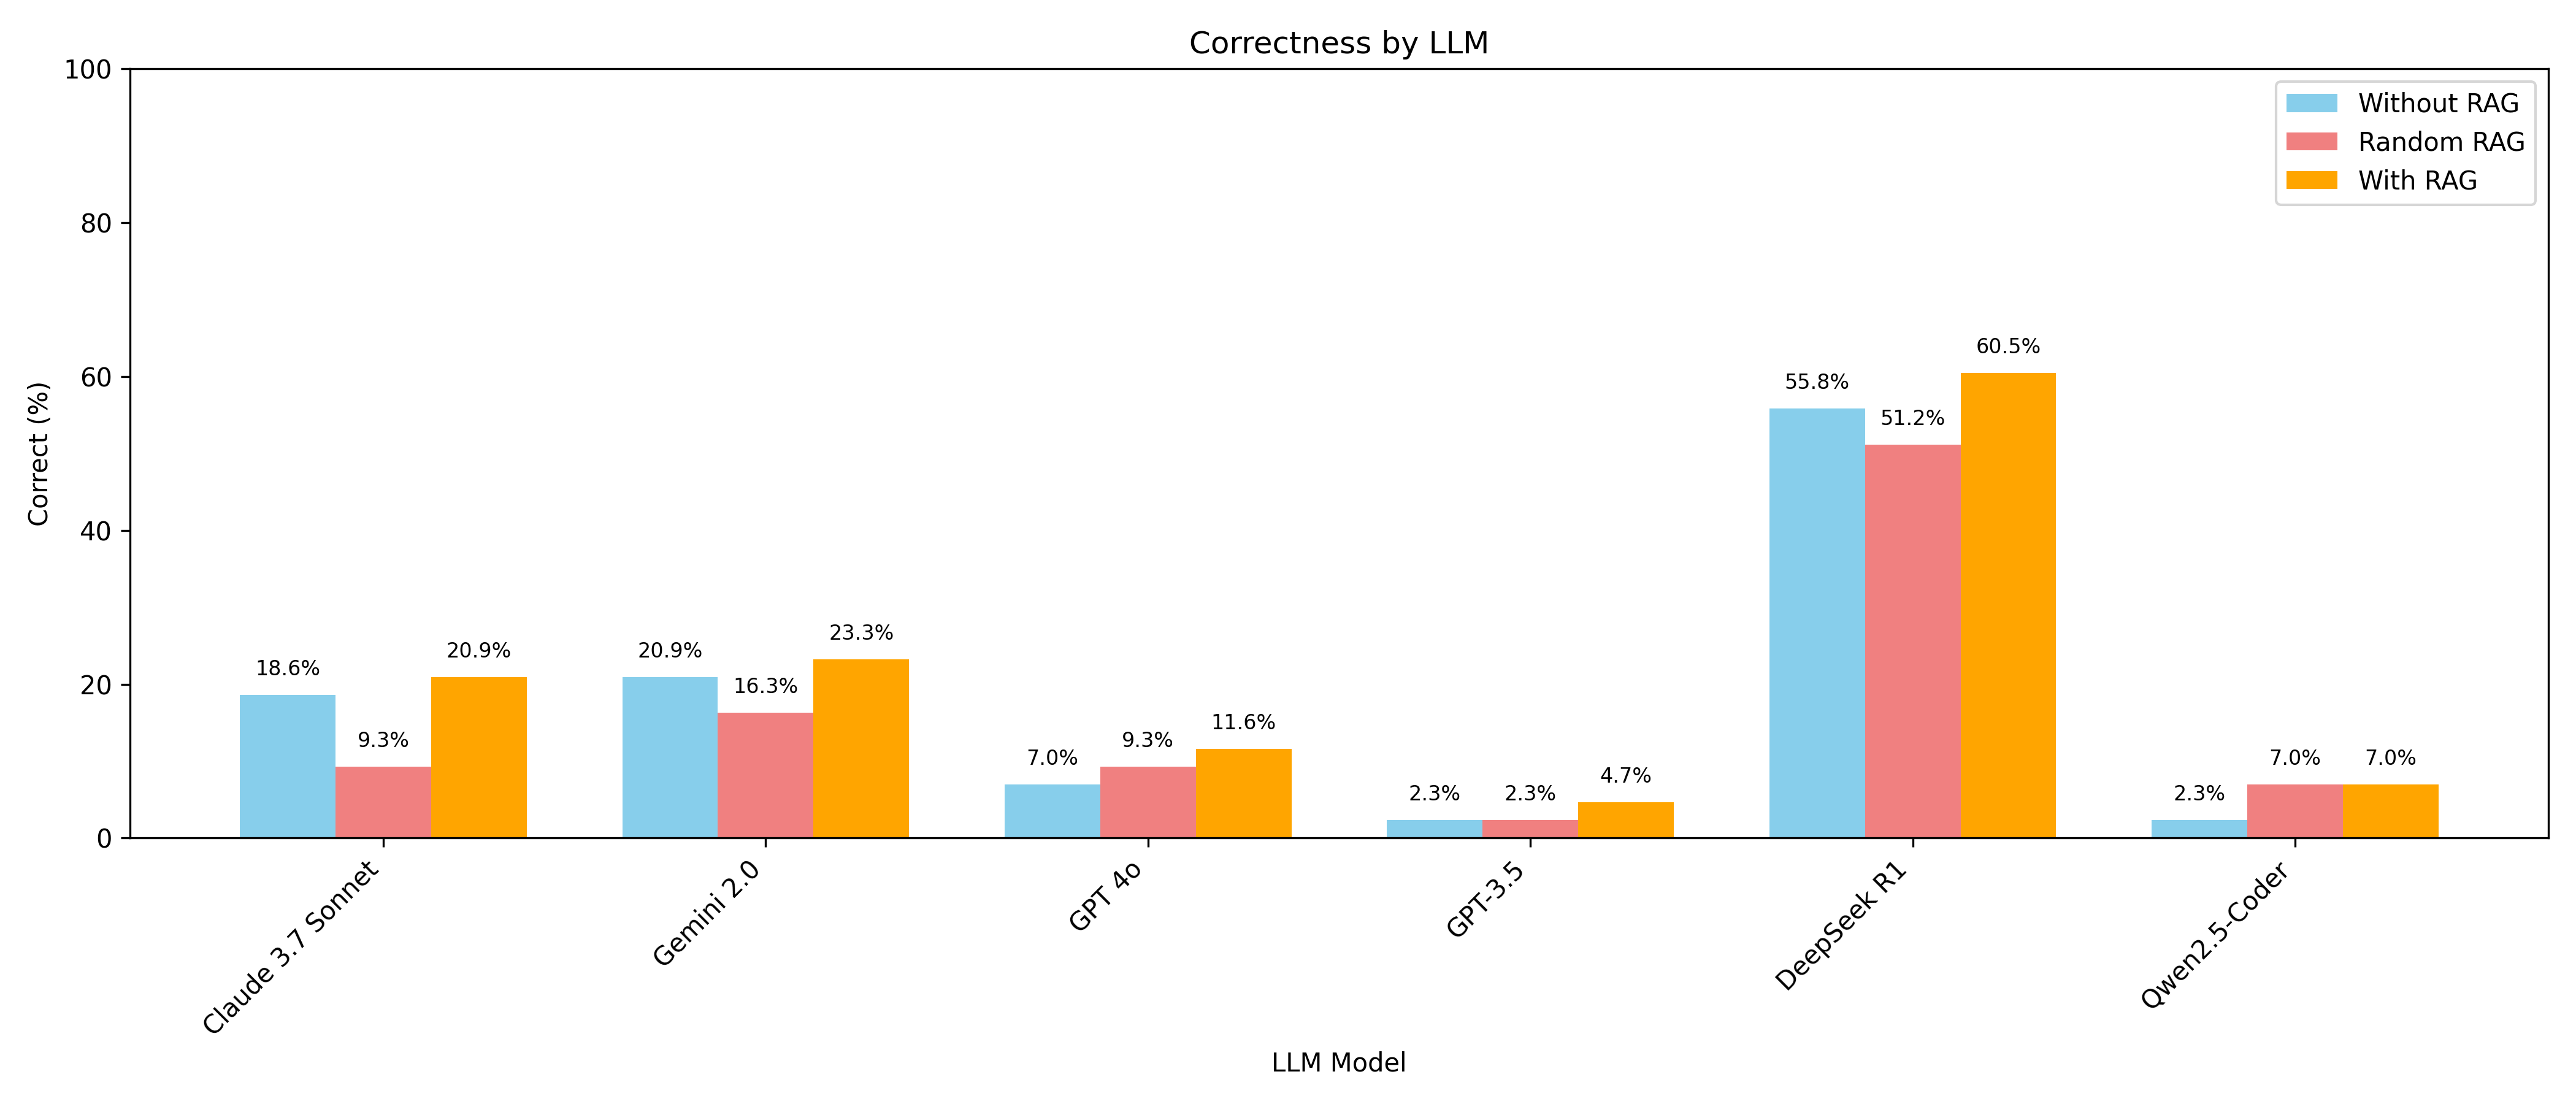 Correctness by LLM
100
80
60
40
20
0
Correct (%)
Without RAG
Random RAG
With RAG
18.6%
9.3%
20.9%
20.9%
16.3%
23.3%
7.0%
9.3%
11.6%
2.3%
2.3%
4.7%
55.8%
51.2%
60.5%
2.3%
7.0%
7.0%
Claude 3.7 Sonnet
Gemini 2.0
GPT 4o
GPT-3.5
DeepSeek R1
Qwen2.5-Coder
LLM Model